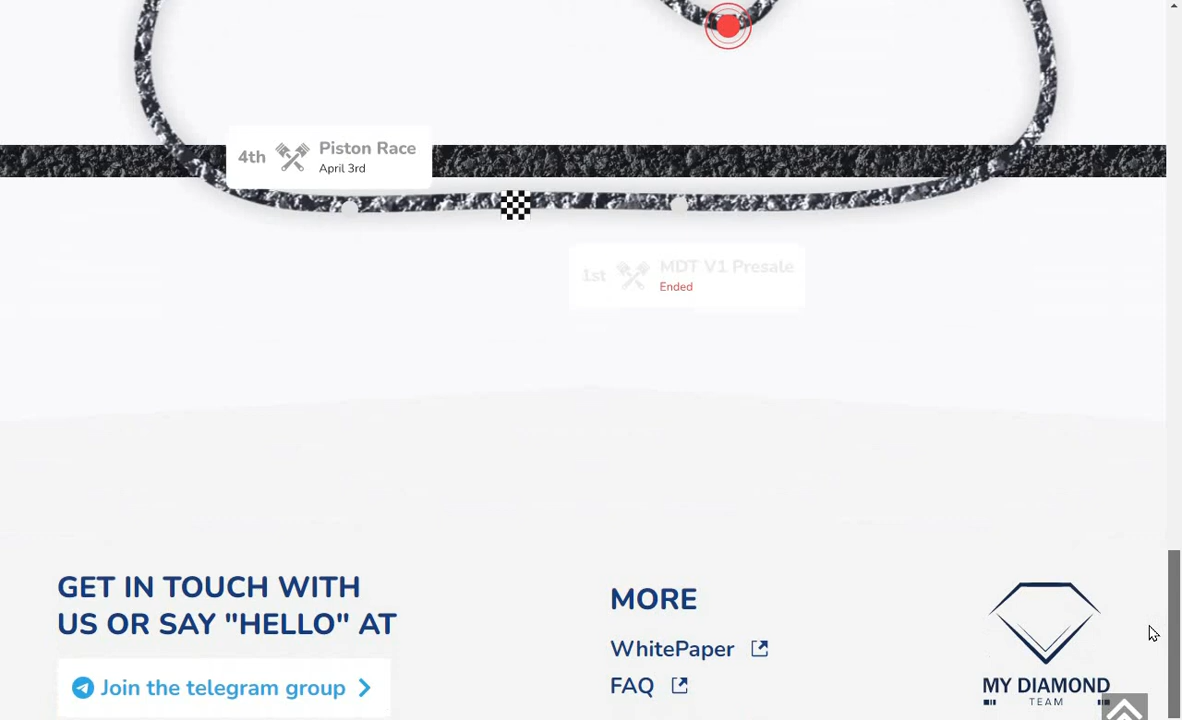 4th
Piston Race
April 3rd
1st
MDT V1 Presale
Ended
GET IN TOUCH WITH
US OR SAY "HELLO" AT
Join the telegram group
MORE
WhitePaper
FAQ
MY DIAMOND
TEAM